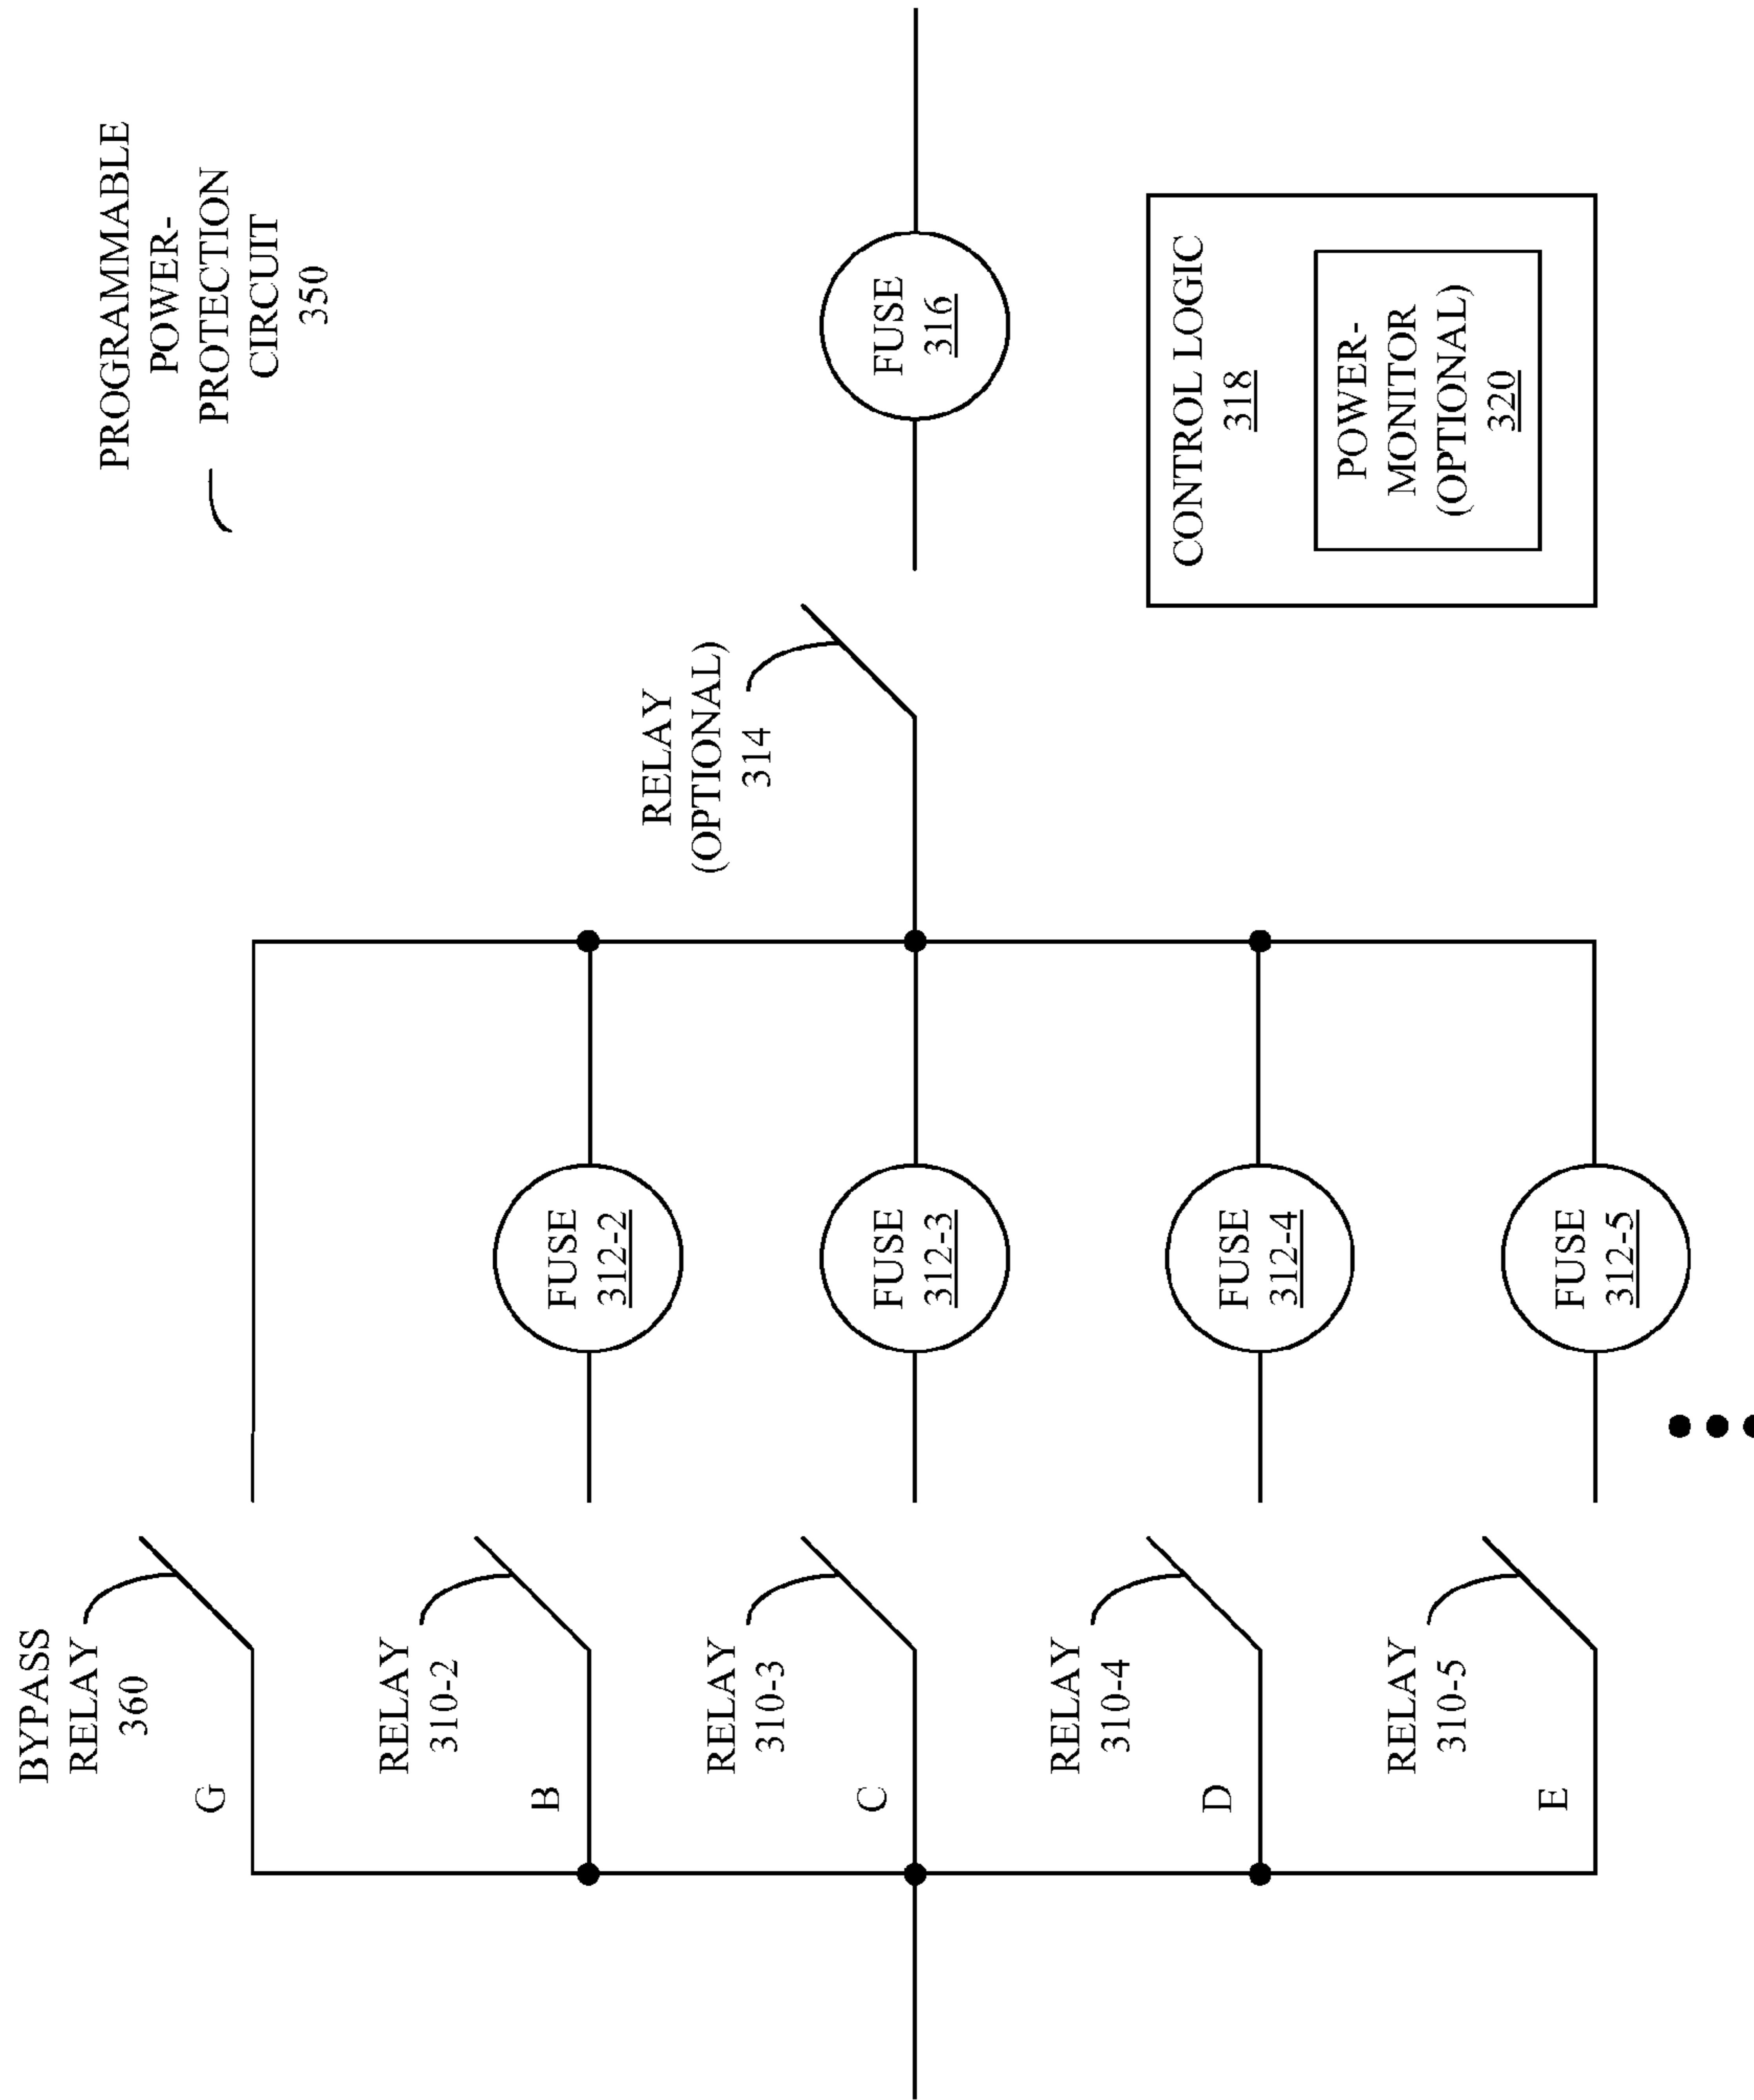 PROGRAMMABLE
POWER-
PROTECTION
CIRCUIT
350
BYPASS
RELAY
360
G
RELAY
310-2
B
FUSE
312-2
RELAY
310-3
C
FUSE
312-3
RELAY
(OPTIONAL)
314
FUSE
316
RELAY
310-4
D
FUSE
312-4
RELAY
310-5
E
FUSE
312-5
CONTROL LOGIC
318
POWER-
MONITOR
(OPTIONAL)
320